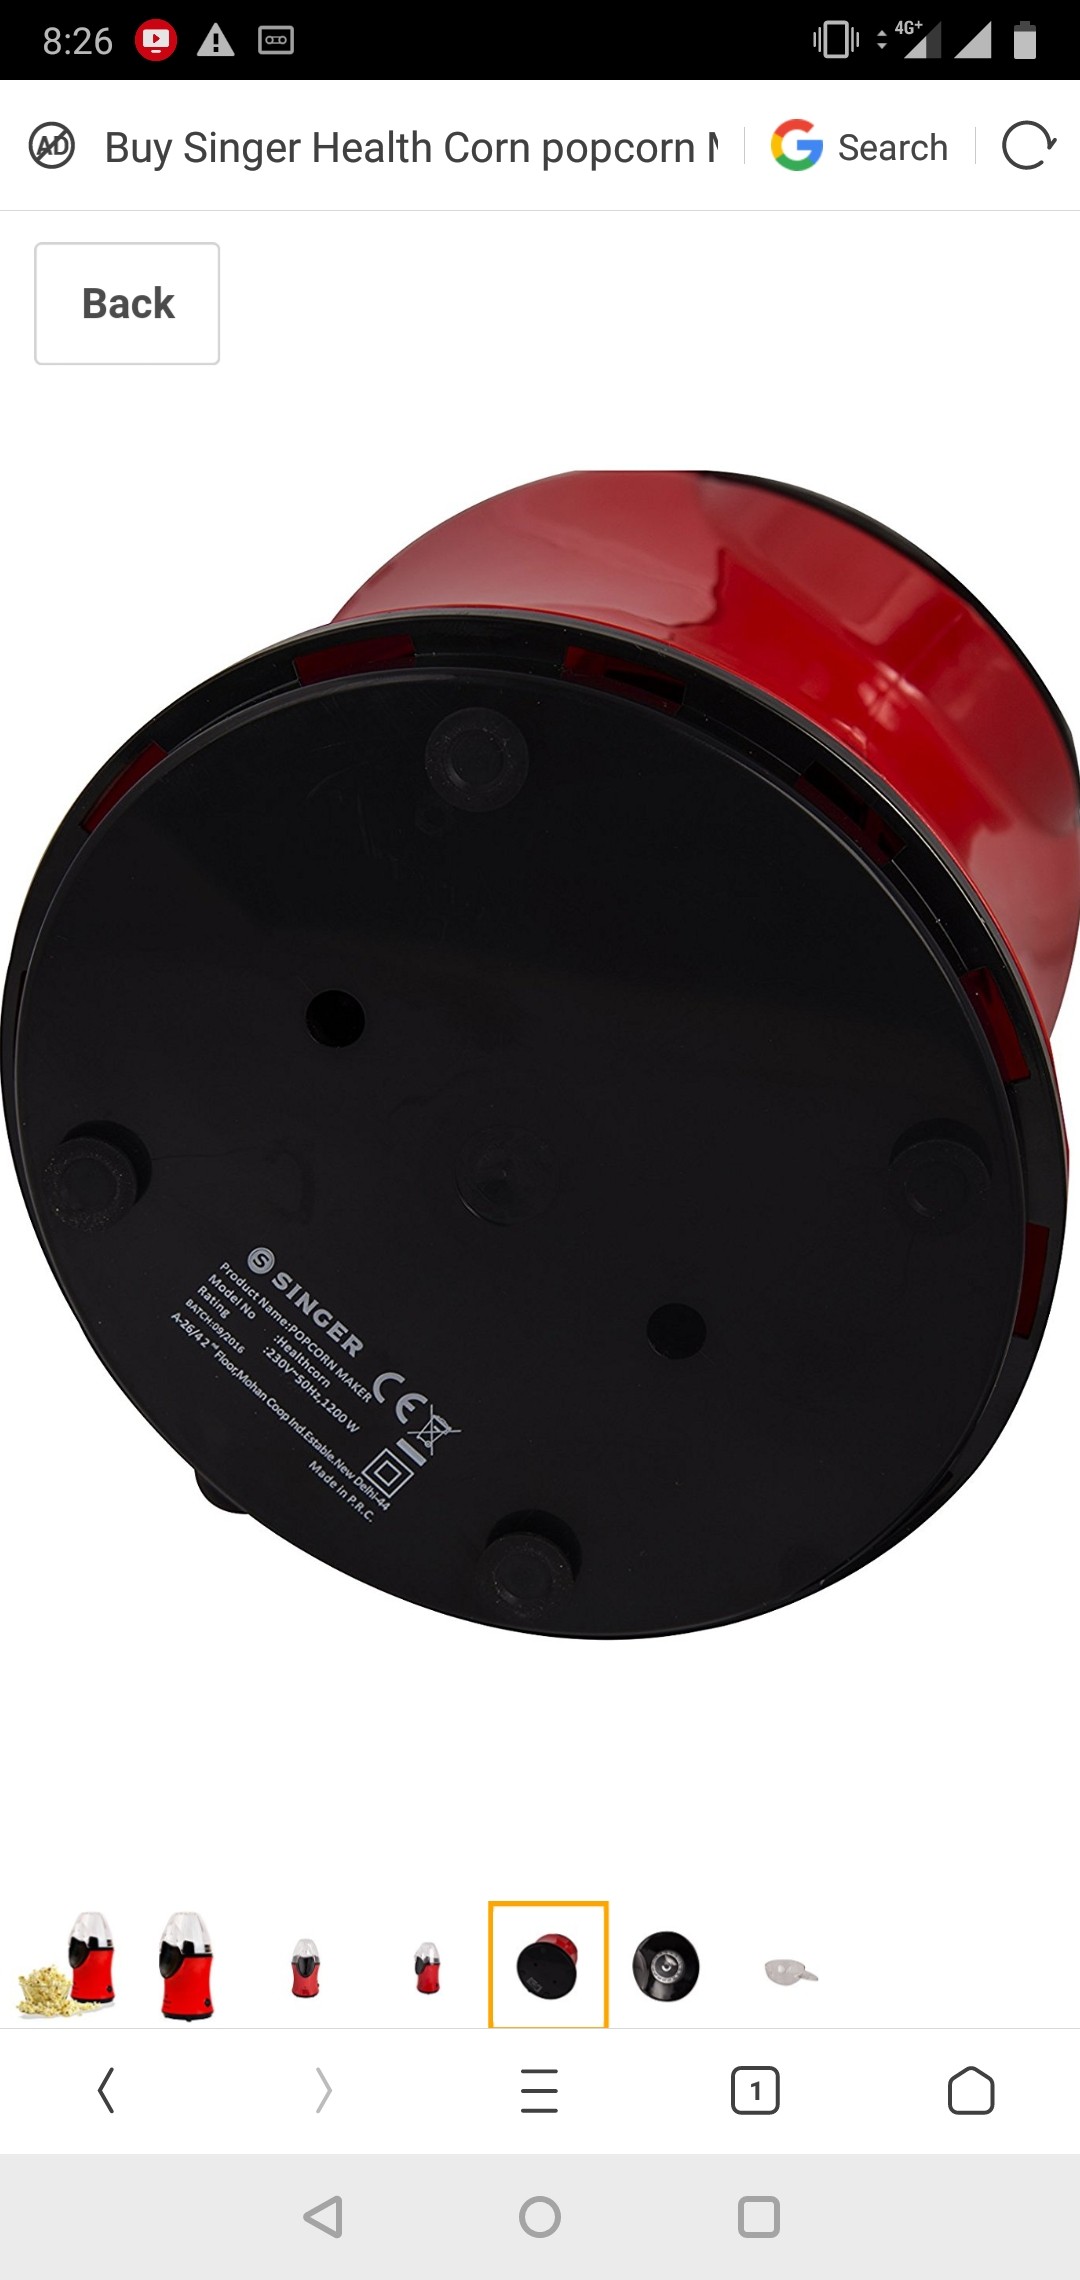 8:26
4G+
AD
Buy Singer Health Corn popcorn
Search
Back
S SINGER
Product Name:POPCORN MAKER
Model No :Healthcorn
Rating :230V~50Hz,1200 W
BATCH:09/2016
A-26/4 2nd Floor,Mohan Coop Ind.Estable.New Delhi-44
Made in P.R.C.
CE
1